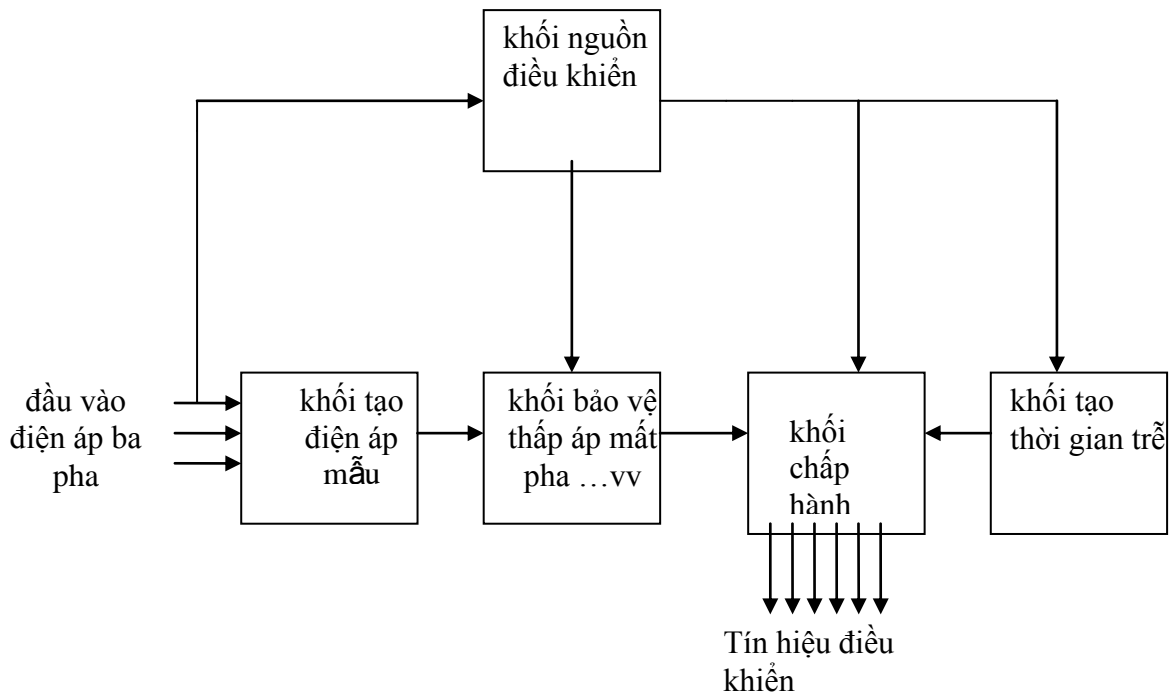 khối nguồn
điều khiển
đầu vào
điện áp ba
pha
khối tạo
điện áp
mẫu
khối bảo vệ
thấp áp mất
pha …vv
khối
chấp
hành
khối tạo
thời gian trễ
Tín hiệu điều
khiển